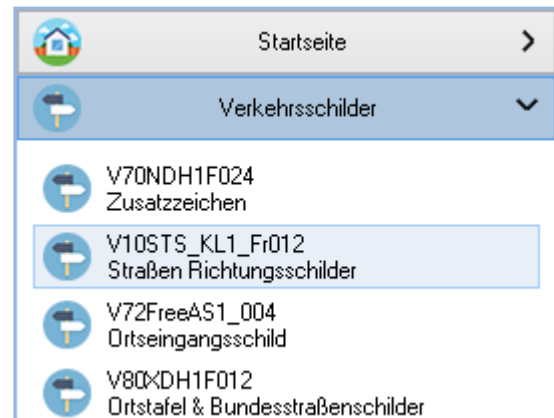 Startseite
Verkehrsschilder
V70NDH1F024
Zusatzzeichen
V10STS_KL1_Fr012
Straßen Richtungsschilder
V72FreeAS1_004
Ortseingangsschild
V80XDH1F012
Ortstafel & Bundesstraßenschilder